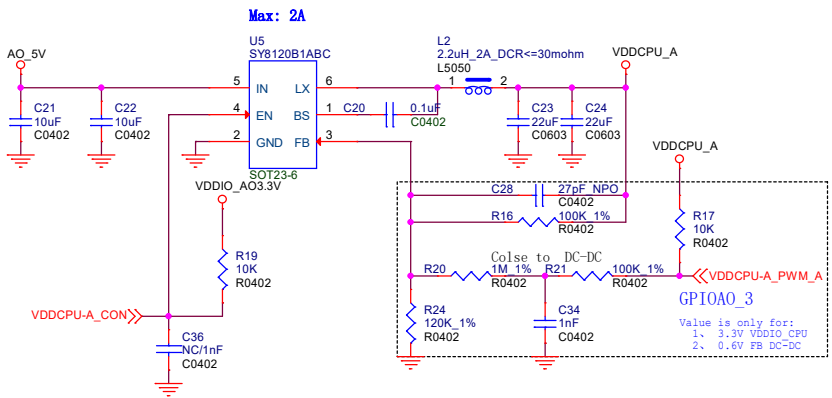 Max: 2A
U5
SY8120B1ABC
L2
2.2uH_2A_DCR<=30mohm
L5050
VDDCPU_A
AO_5V
5
IN
LX
6
1
2
C21
10uF
C0402
C22
10uF
C0402
4
EN
BS
1
C20
0.1uF
C0402
C23
22uF
C0603
C24
22uF
C0603
2
GND
FB
3
SOT23-6
VDDIO_AO3.3V
VDDCPU_A
C28
27pF_NPO
C0402
R16
100K_1%
R0402
R17
10K
R0402
R19
10K
R0402
Colse to DC-DC
R20
1M_1%
R0402
R21
100K_1%
R0402
VDDCPU-A_PWM_A
GPIOAO_3
VDDCPU-A_CON
R24
120K_1%
R0402
C34
1nF
C0402
Value is only for:
1、 3.3V VDDIO_CPU
2、 0.6V FB DC-DC
C36
NC/1nF
C0402